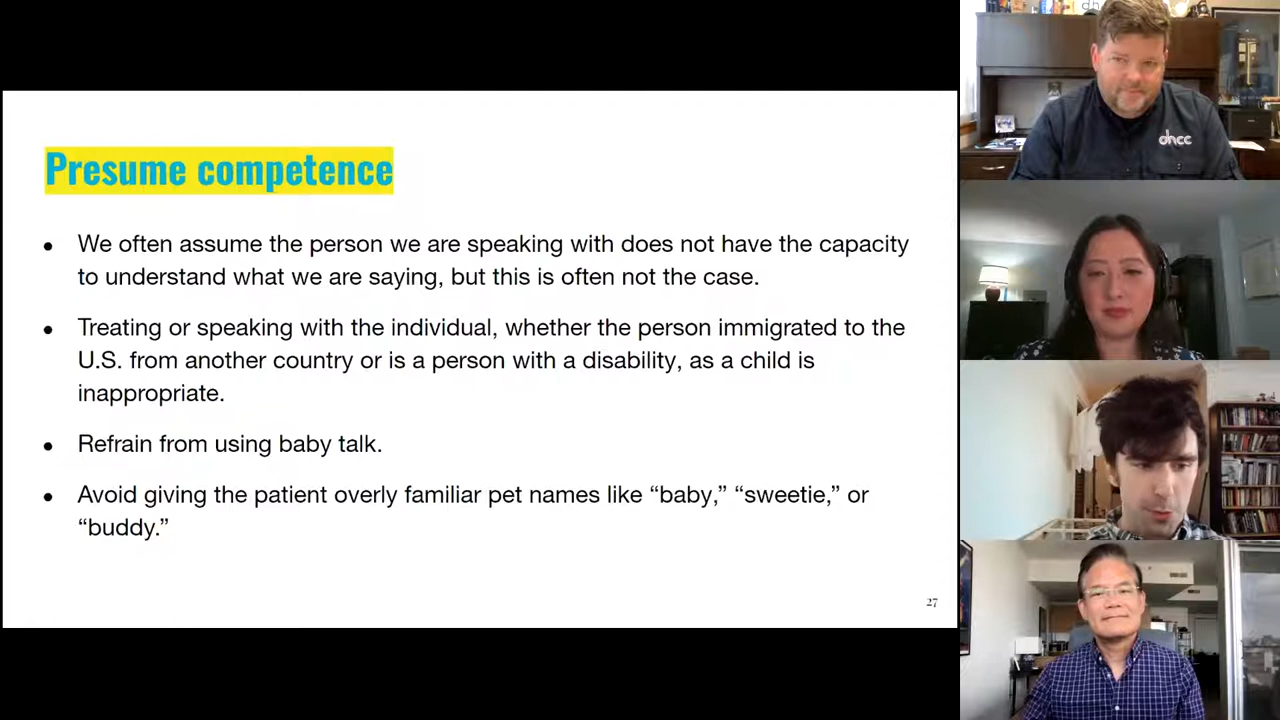 Presume competence
● We often assume the person we are speaking with does not have the capacity
to understand what we are saying, but this is often not the case.
● Treating or speaking with the individual, whether the person immigrated to the
U.S. from another country or is a person with a disability, as a child is
inappropriate.
● Refrain from using baby talk.
● Avoid giving the patient overly familiar pet names like “baby,” “sweetie,” or
“buddy.”
27
dhcc